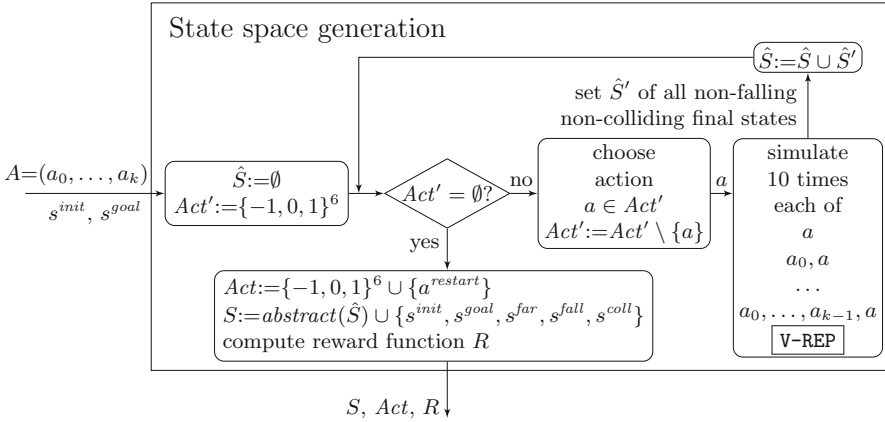 State space generation
Ŝ:=Ŝ ∪ Ŝ′
set Ŝ′ of all non-falling
non-colliding final states
A=(a₀, . . . , aₖ)
s^{init}, s^{goal}
Ŝ:=∅
Act′:={−1, 0, 1}⁶
Act′ = ∅?
no
yes
choose
action
a ∈ Act′
Act′:=Act′ \ {a}
a
simulate
10 times
each of
a
a₀, a
. . .
a₀, . . . , aₖ₋₁, a
V-REP
Act:={−1, 0, 1}⁶ ∪ {a^{restart}}
S:=abstract(Ŝ) ∪ {s^{init}, s^{goal}, s^{far}, s^{fall}, s^{coll}}
compute reward function R
S, Act, R